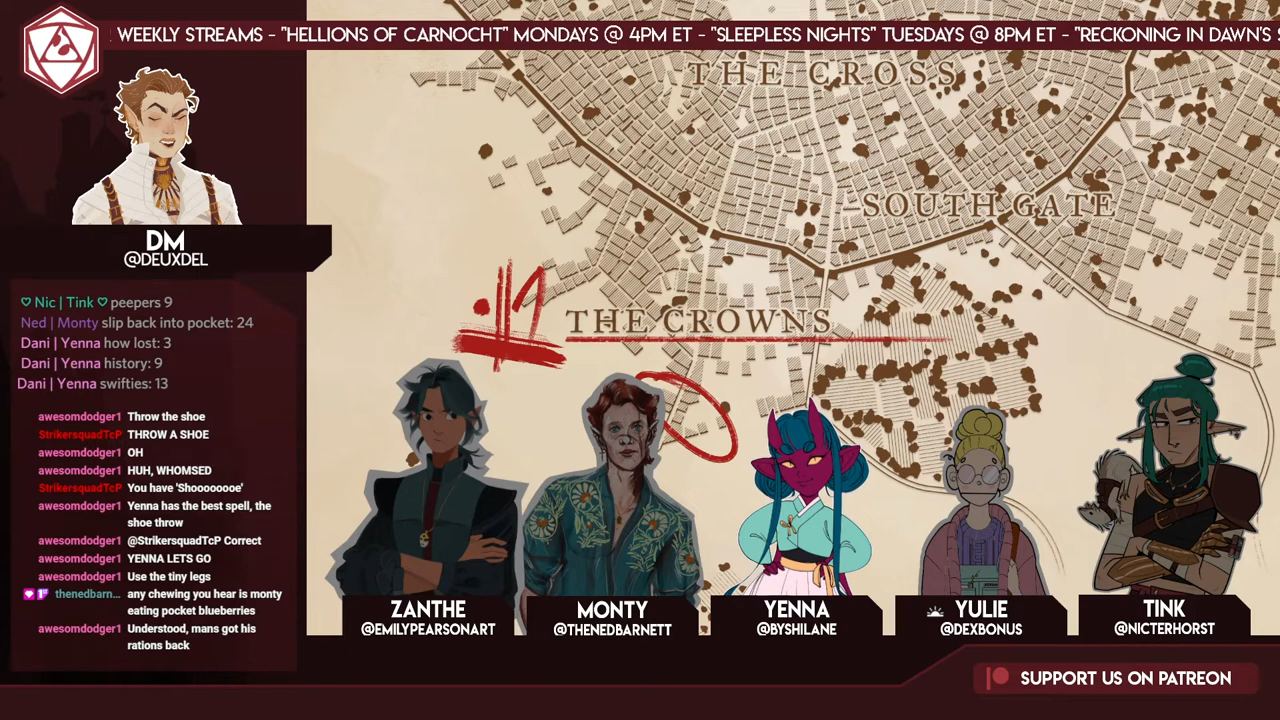 WEEKLY STREAMS - "HELLIONS OF CARNOCHT" MONDAYS @ 4PM ET - "SLEEPLESS NIGHTS" TUESDAYS @ 8PM ET - "RECKONING IN DAWN'S S
THE CROSS
SOUTH GATE
THE CROWNS
DM
@DEUXDEL
♡ Nic | Tink ♡ peepers 9
Ned | Monty slip back into pocket: 24
Dani | Yenna how lost: 3
Dani | Yenna history: 9
Dani | Yenna swifties: 13
awesomdodger1 Throw the shoe
StrikersquadTcP THROW A SHOE
awesomdodger1 OH
awesomdodger1 HUH, WHOMSED
StrikersquadTcP You have 'Shoooooooe'
awesomdodger1 Yenna has the best spell, the
shoe throw
awesomdodger1 @StrikersquadTcP Correct
awesomdodger1 YENNA LETS GO
awesomdodger1 Use the tiny legs
thenedbarn... any chewing you hear is monty
eating pocket blueberries
awesomdodger1 Understood, mans got his
rations back
ZANTHE
@EMILYPEARSONART
MONTY
@THENEDBARNETT
YENNA
@BYSHILANE
YULIE
@DEXBONUS
TINK
@NICTERHORST
SUPPORT US ON PATREON